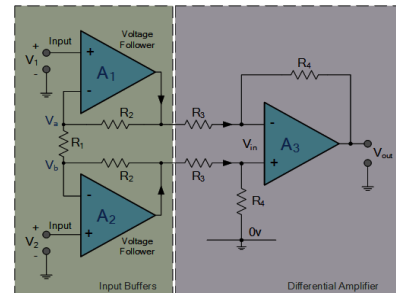 Voltage
Follower
+
Input
+
V1
-
A1
-
Va
R2
R3
R4
R1
Vin
-
A3
+
Vout
Vb
R2
R3
R4
-
A2
+
+
Input
V2
-
Voltage
Follower
0v
Input Buffers
Differential Amplifier